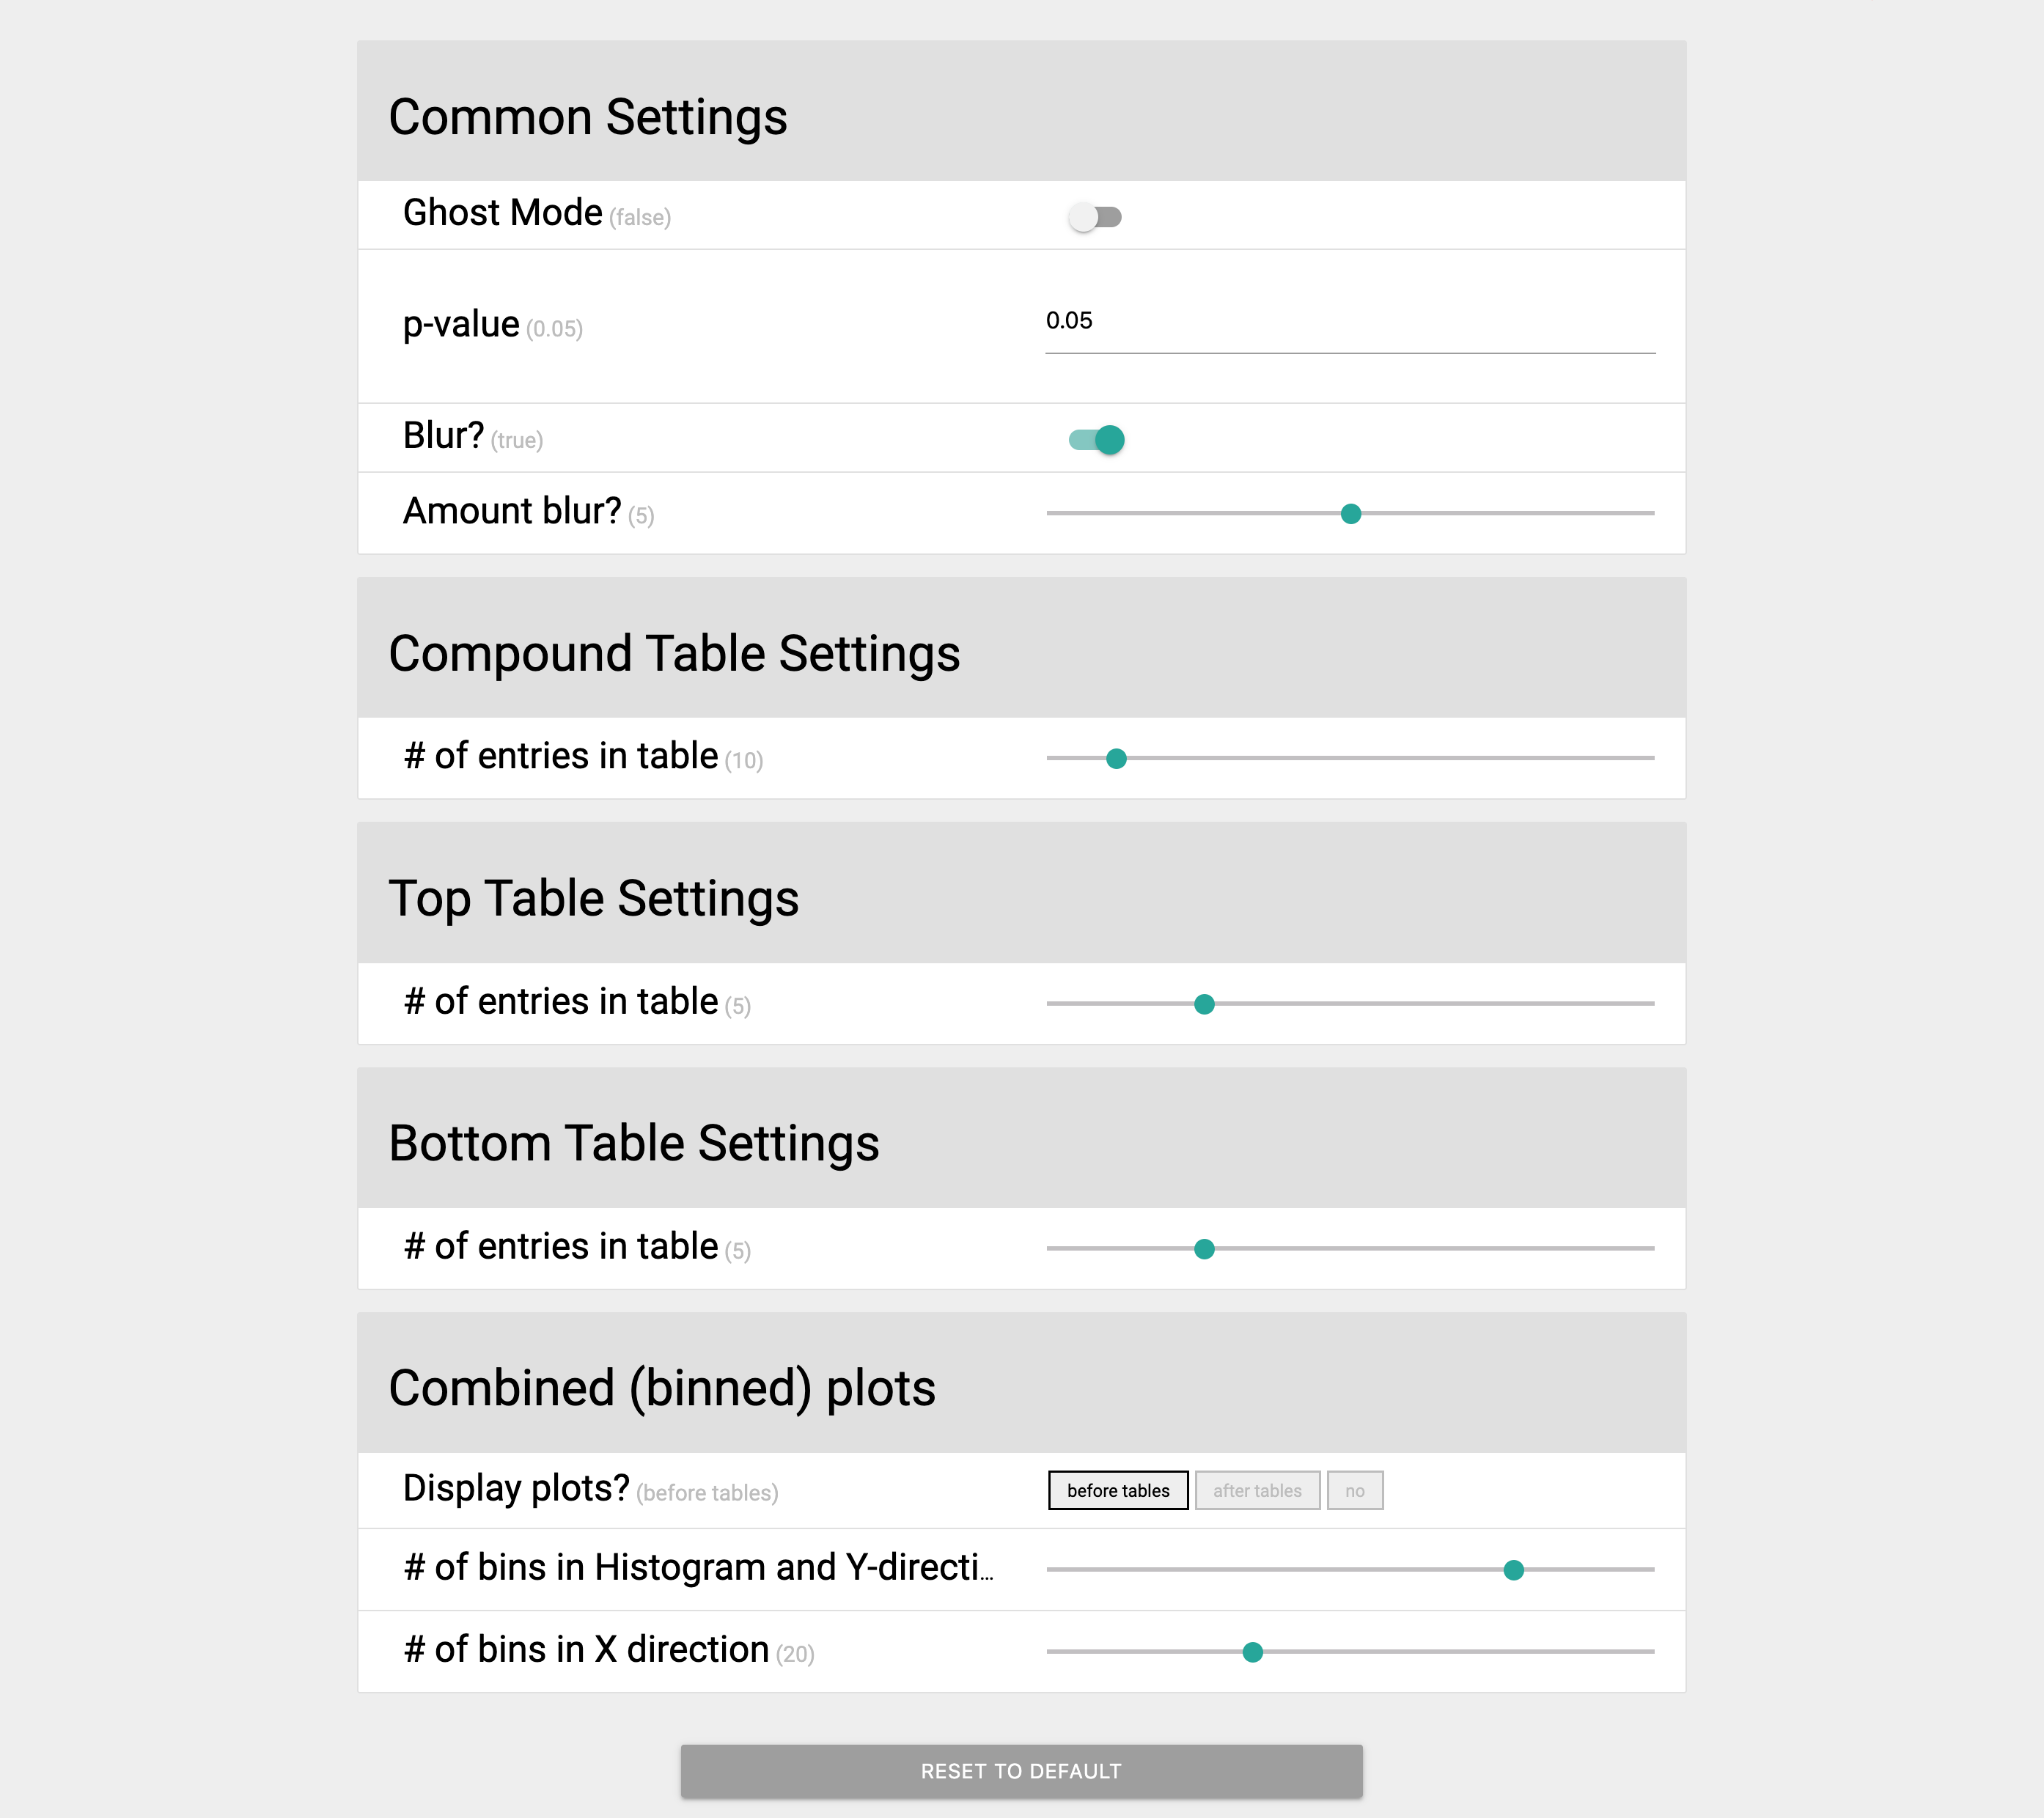 Common Settings
Ghost Mode (false)
p-value (0.05) 0.05
Blur? (true)
Amount blur? (5)
Compound Table Settings
# of entries in table (10)
Top Table Settings
# of entries in table (5)
Bottom Table Settings
# of entries in table (5)
Combined (binned) plots
Display plots? (before tables) before tables after tables no
# of bins in Histogram and Y-directi...
# of bins in X direction (20)
RESET TO DEFAULT